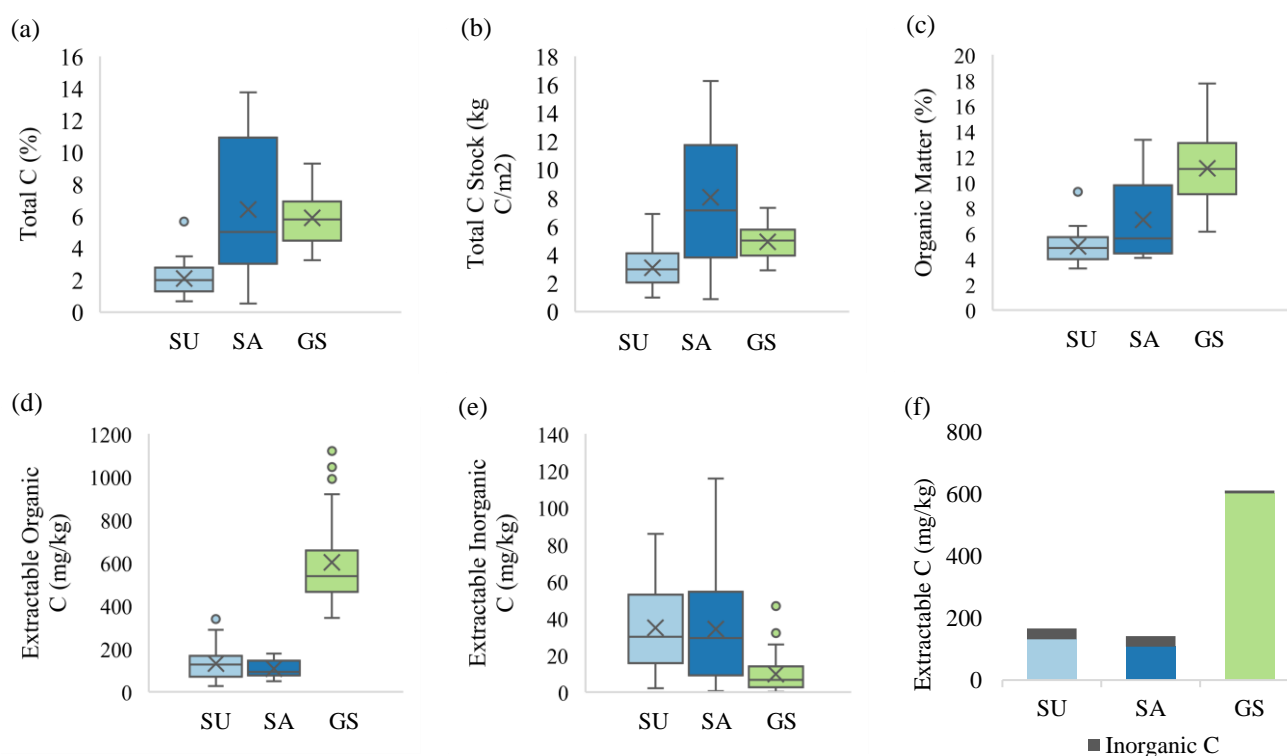 (a)
Total C (%)
16
14
12
10
8
6
4
2
0
SU SA GS
(b)
Total C Stock (kg
C/m2)
18
16
14
12
10
8
6
4
2
0
SU SA GS
(c)
Organic Matter (%)
20
18
16
14
12
10
8
6
4
2
0
SU SA GS
(d)
Extractable Organic
C (mg/kg)
1200
1000
800
600
400
200
0
SU SA GS
(e)
Extractable Inorganic
C (mg/kg)
140
120
100
80
60
40
20
0
SU SA GS
(f)
Extractable C (mg/kg)
800
600
400
200
0
SU SA GS
Inorganic C